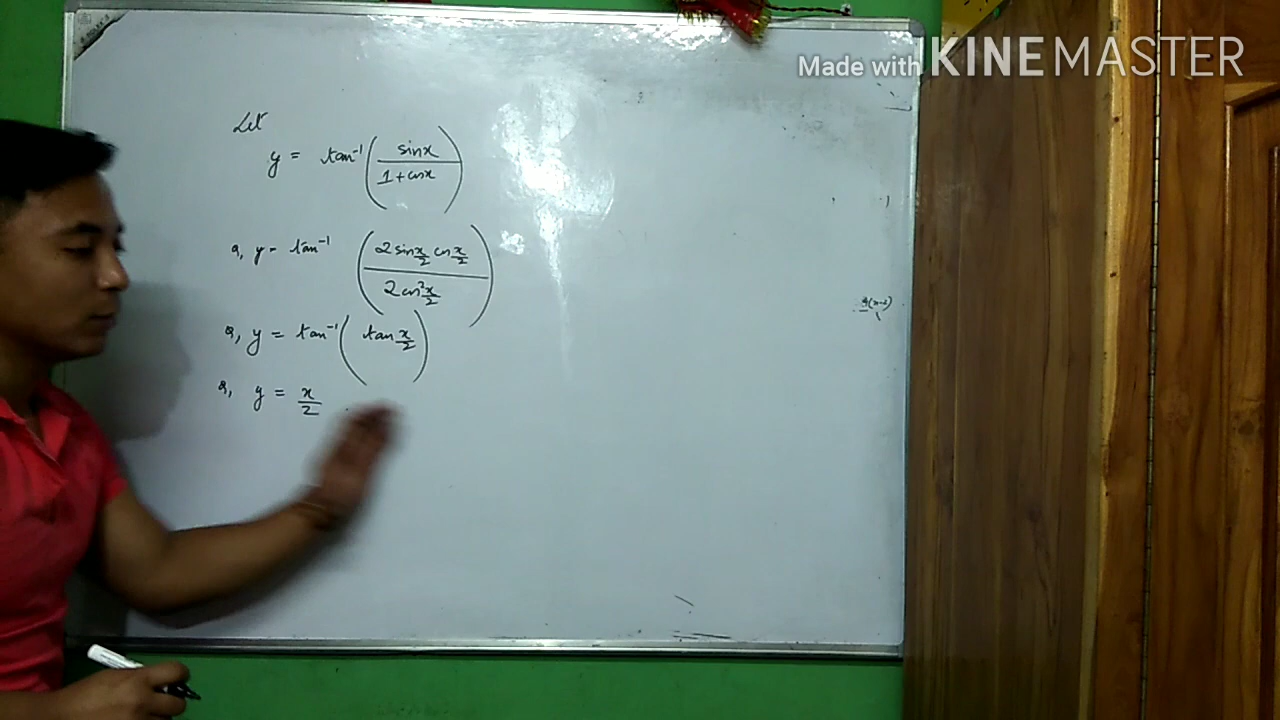 Made with KINEMASTER
Let
y = tan⁻¹(sinx / 1+cosx)
or, y = tan⁻¹(2sin x/2 cos x/2 / 2cos² x/2)
or, y = tan⁻¹(tan x/2)
or, y = x/2